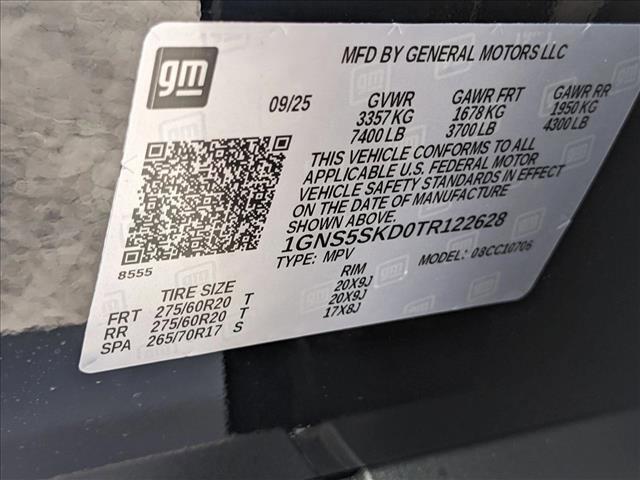 gm
MFD BY GENERAL MOTORS LLC
09/25 GVWR GAWR FRT GAWR RR
3357 KG 1678 KG 1950 KG
7400 LB 3700 LB 4300 LB
THIS VEHICLE CONFORMS TO ALL
APPLICABLE U.S. FEDERAL MOTOR
VEHICLE SAFETY STANDARDS IN EFFECT
ON THE DATE OF MANUFACTURE
SHOWN ABOVE.
1GNS5SKD0TR122628
8555 TYPE: MPV MODEL: 08CC10706
TIRE SIZE RIM
FRT 275/60R20 T 20X9J
RR 275/60R20 T 20X9J
SPA 265/70R17 S 17X8J